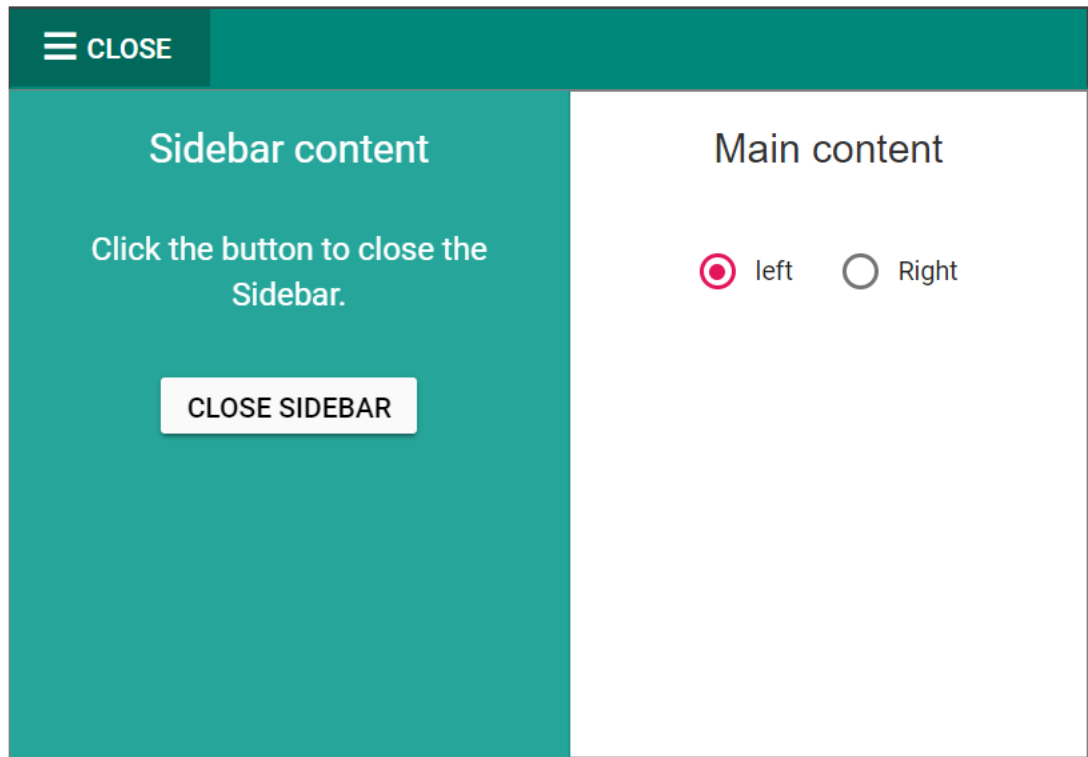 CLOSE
Sidebar content
Click the button to close the
Sidebar.
CLOSE SIDEBAR
Main content
left
Right